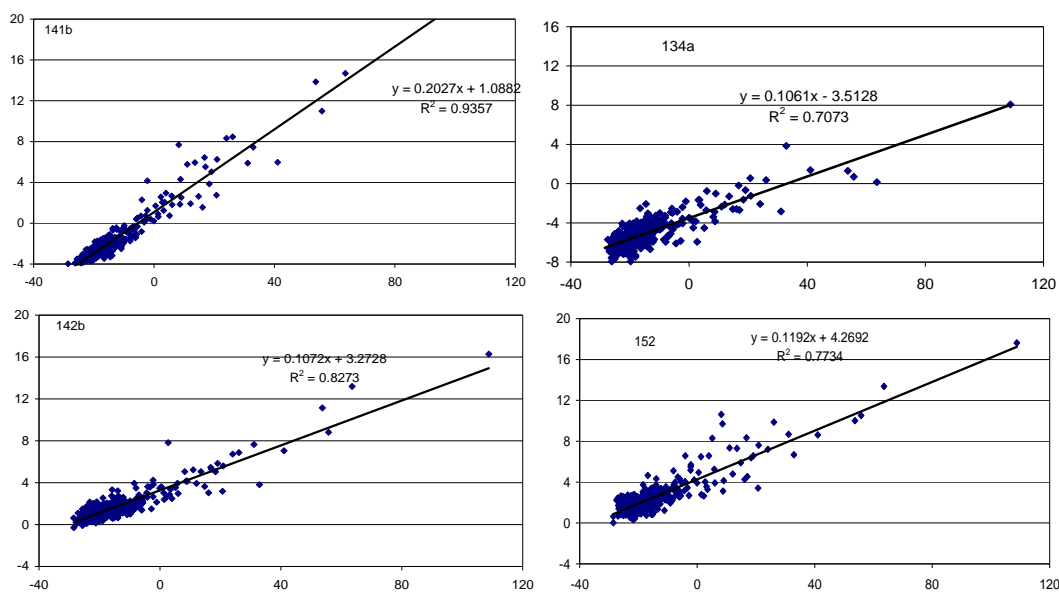 20
141b
16
y = 0.2027x + 1.0882
R² = 0.9357
12
8
4
0
-4
-40 0 40 80 120
16
134a
12
y = 0.1061x - 3.5128
R² = 0.7073
8
4
0
-4
-8
-40 0 40 80 120
20
142b
16
y = 0.1072x + 3.2728
R² = 0.8273
12
8
4
0
-4
-40 0 40 80 120
20
152
y = 0.1192x + 4.2692
R² = 0.7734
16
12
8
4
0
-4
-40 0 40 80 120